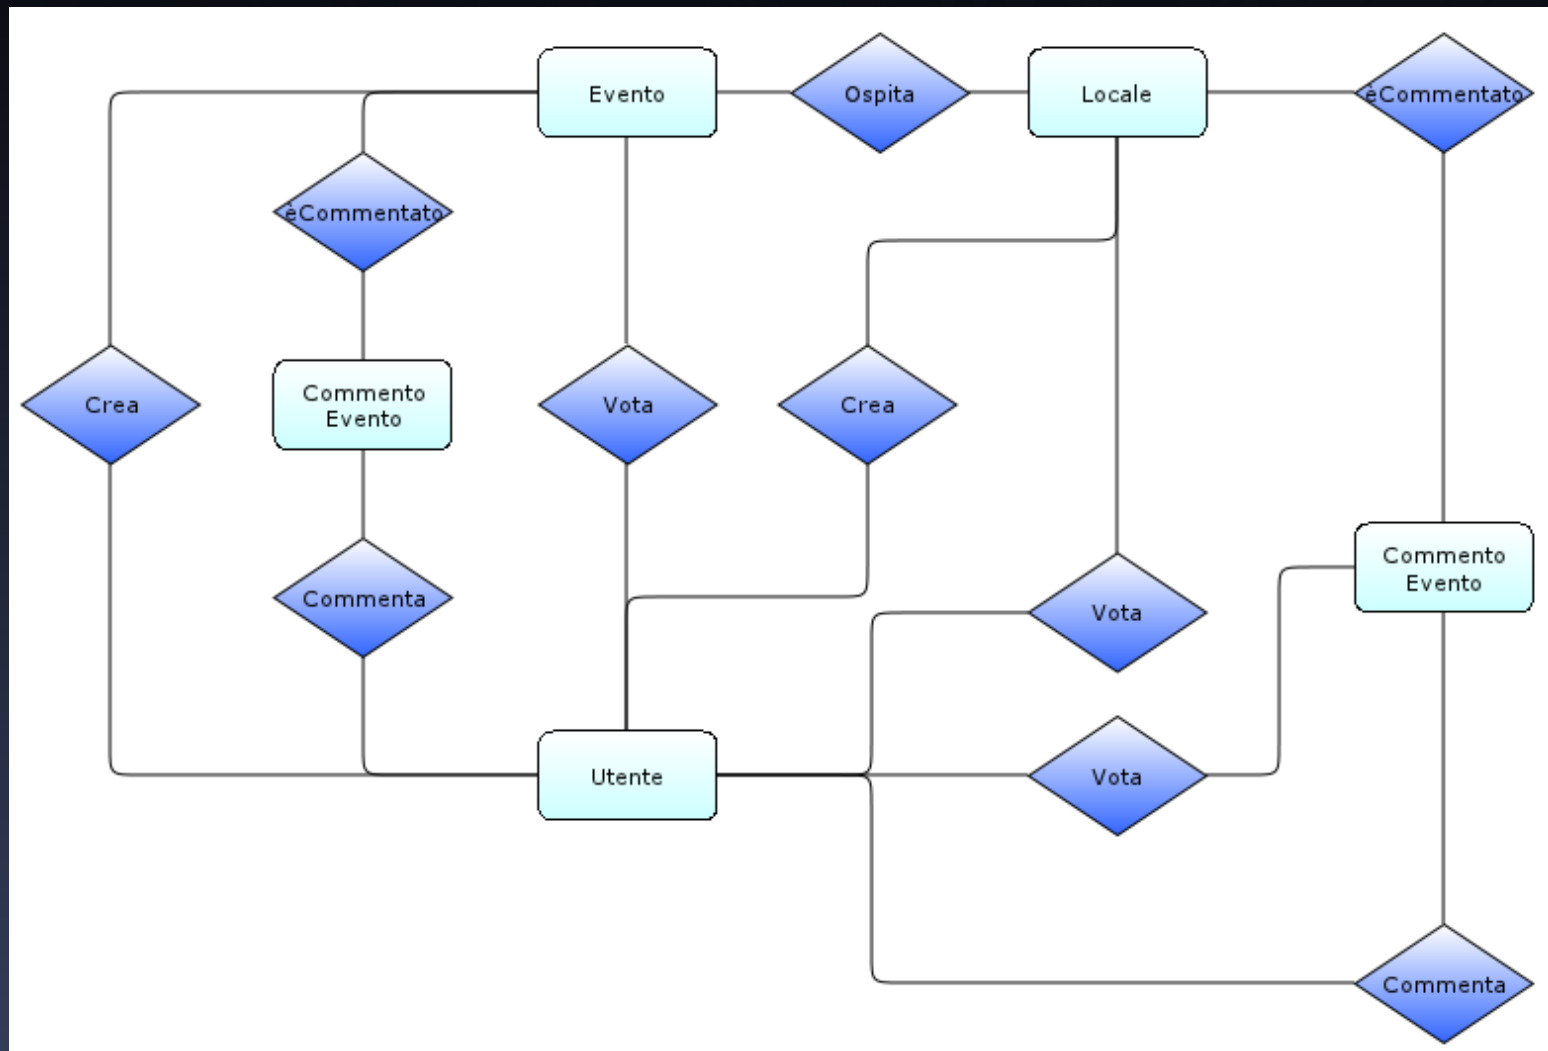 Evento
Ospita
Locale
èCommentato
èCommentato
Crea
Commento
Evento
Vota
Crea
Commento
Evento
Commenta
Vota
Utente
Vota
Commenta